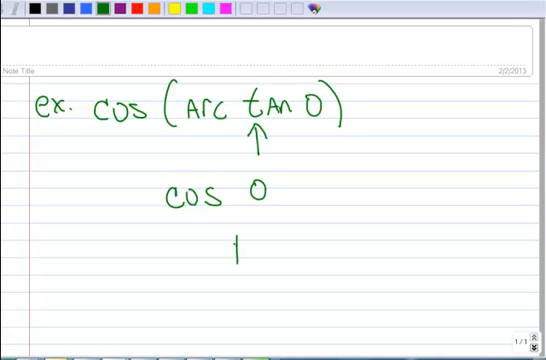 Note Title
2/2/2013
ex. cos (Arc tAn 0)
↑
cos 0
1
1/1